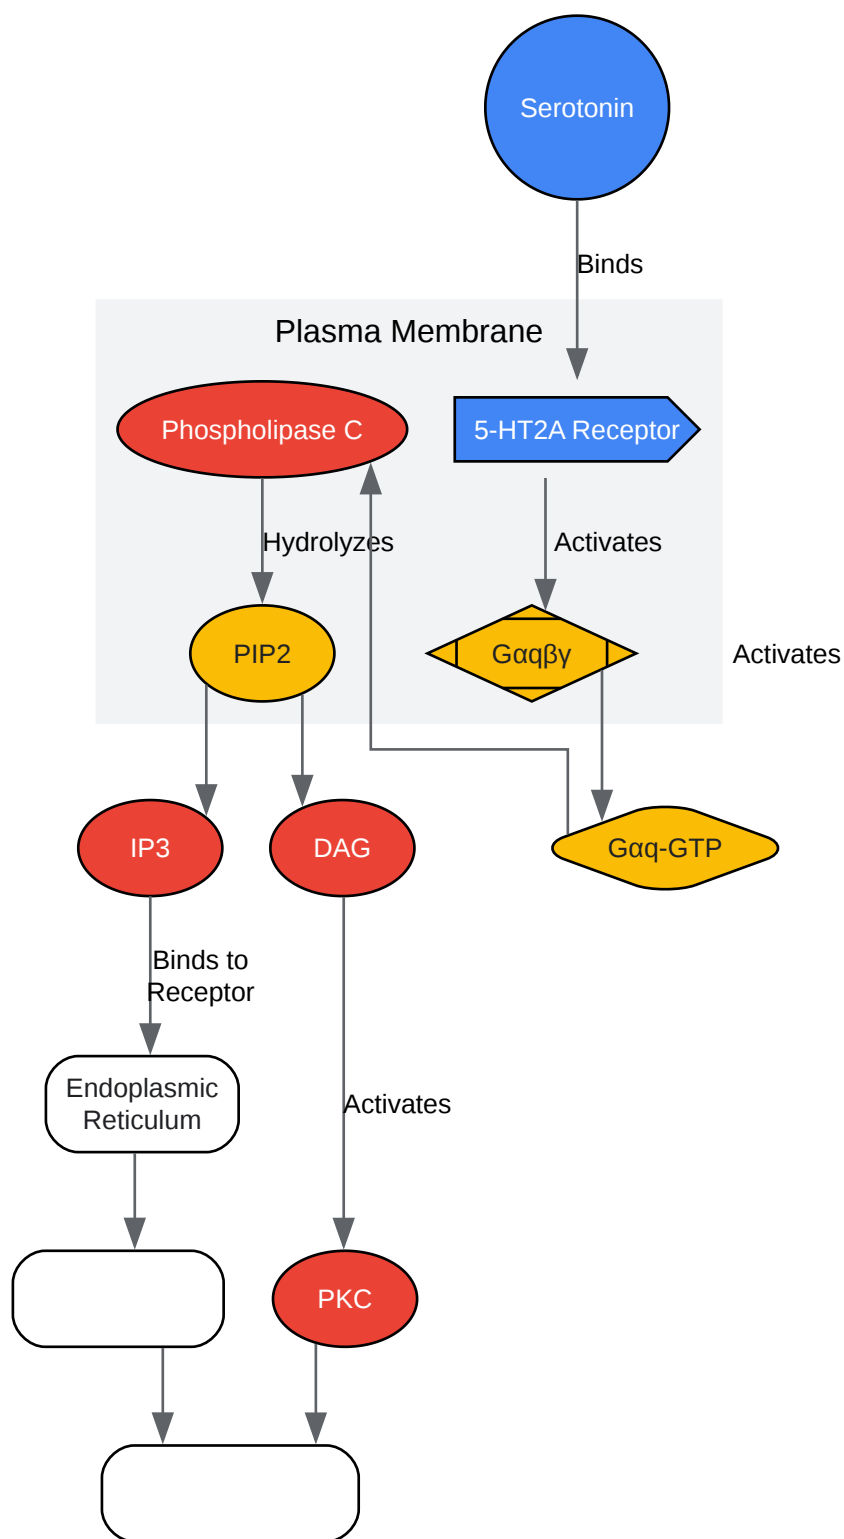 Serotonin
Binds
Plasma Membrane
Phospholipase C
5-HT2A Receptor
Hydrolyzes
Activates
PIP2
Gαqβγ
Activates
IP3
DAG
Gαq-GTP
Binds to
Receptor
Endoplasmic
Reticulum
Activates
PKC